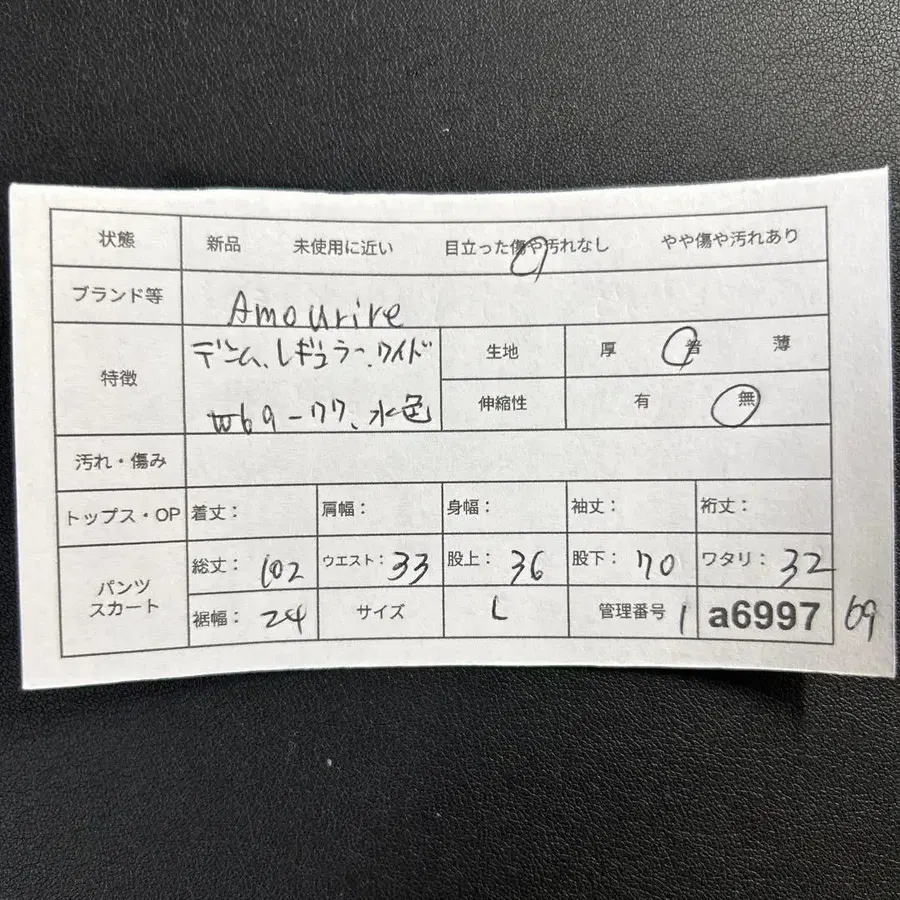 状態 新品 未使用に近い 目立った傷や汚れなし やや傷や汚れあり
ブランド等 Amourire
特徴 デニム、レギュラー、ワイド 生地 厚 普 薄
W69-77、水色 伸縮性 有 無
汚れ・傷み
トップス・OP 着丈： 肩幅： 身幅： 袖丈： 裄丈：
パンツ スカート 総丈： 102 ウエスト： 33 股上： 36 股下： 70 ワタリ： 32
裾幅： 24 サイズ L 管理番号 1 a6997 69